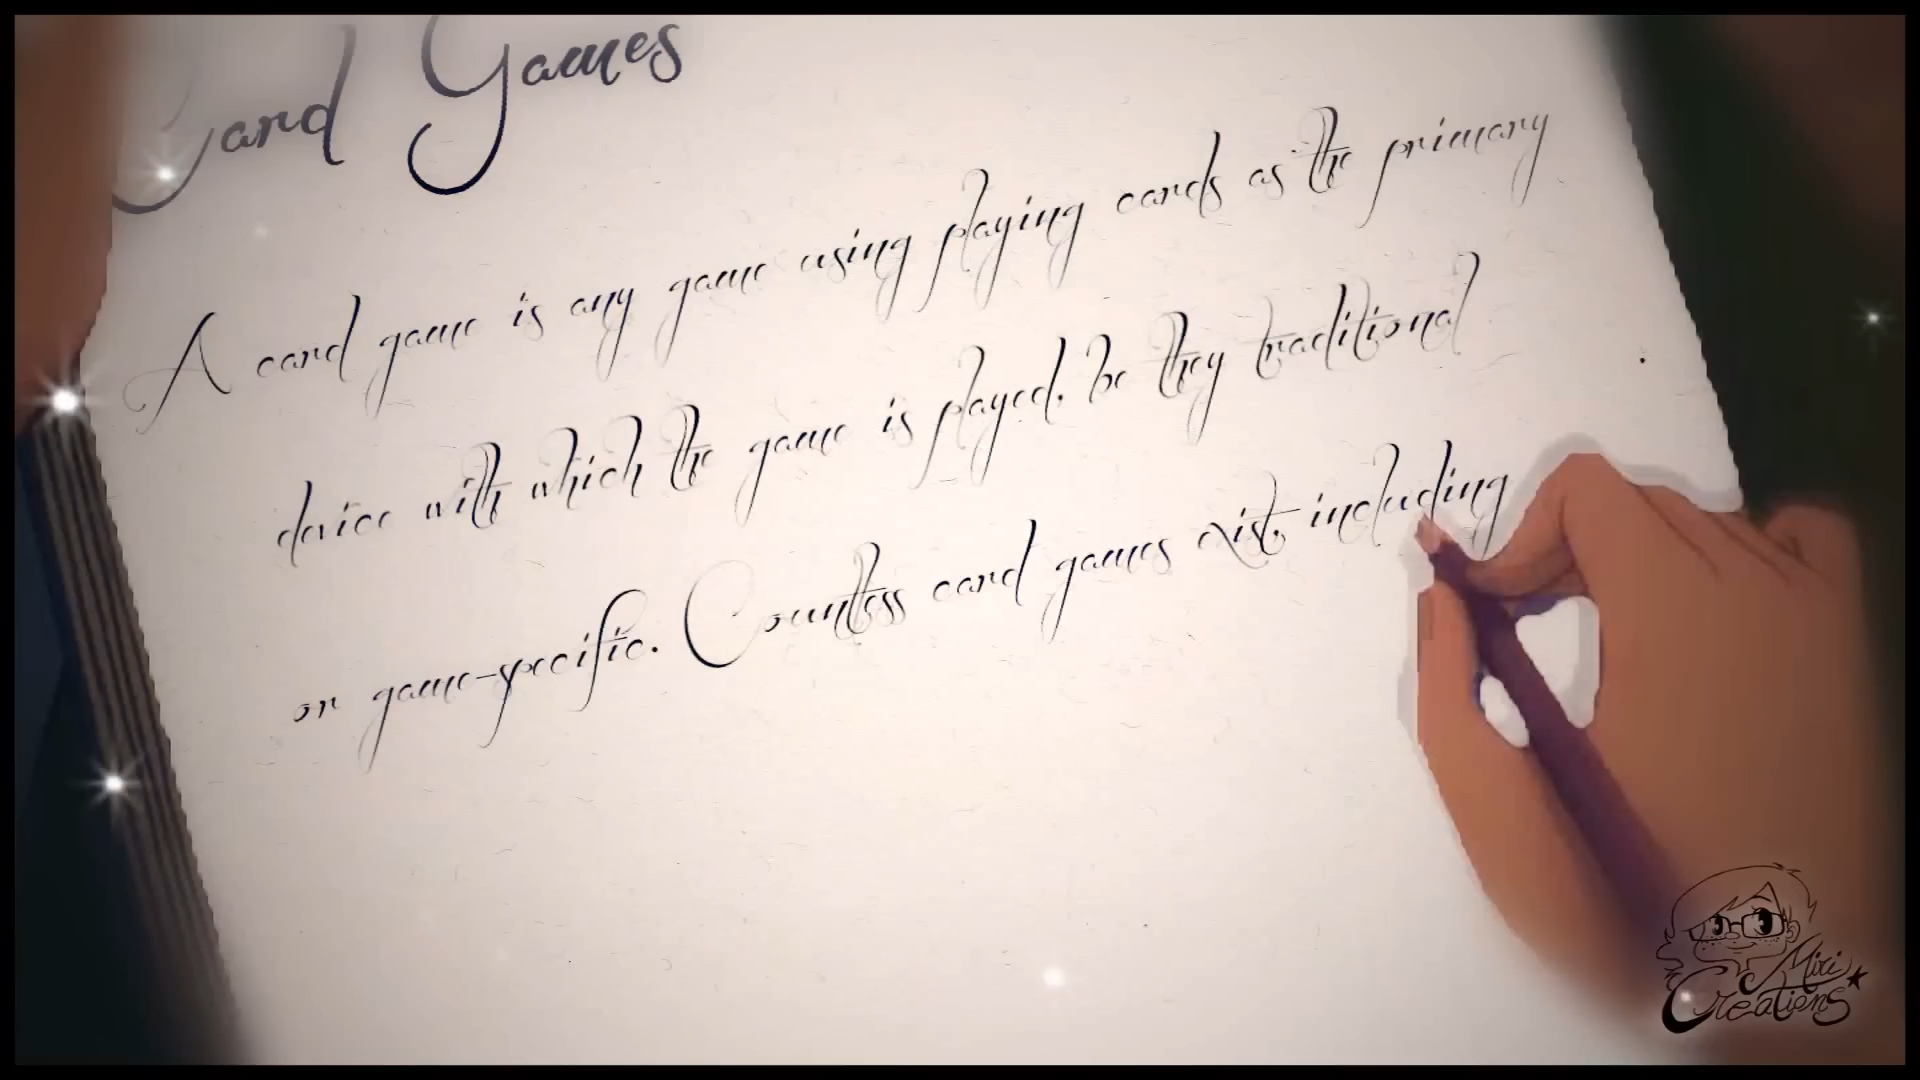 Card Games
A card game is any game using playing cards as the primary
device with which the game is played, be they traditional
or game-specific. Countless card games exist, including
Mixi
Creations